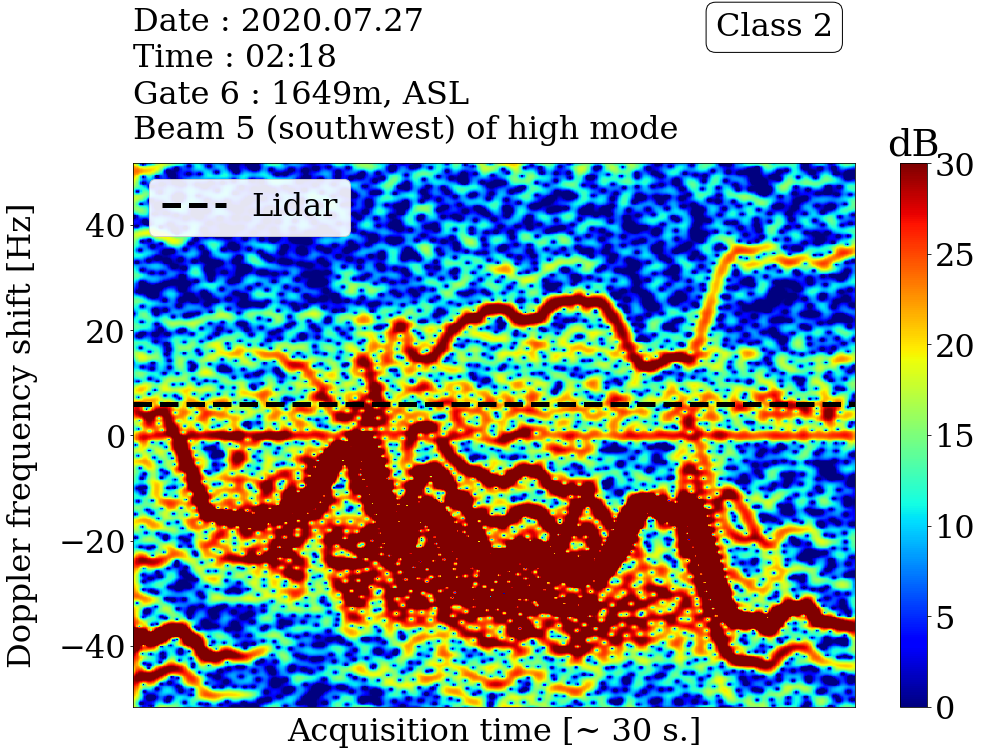 Date : 2020.07.27
Time : 02:18
Gate 6 : 1649m, ASL
Beam 5 (southwest) of high mode
Class 2
dB
Lidar
Doppler frequency shift [Hz]
40
20
0
−20
−40
30
25
20
15
10
5
0
Acquisition time [~ 30 s.]